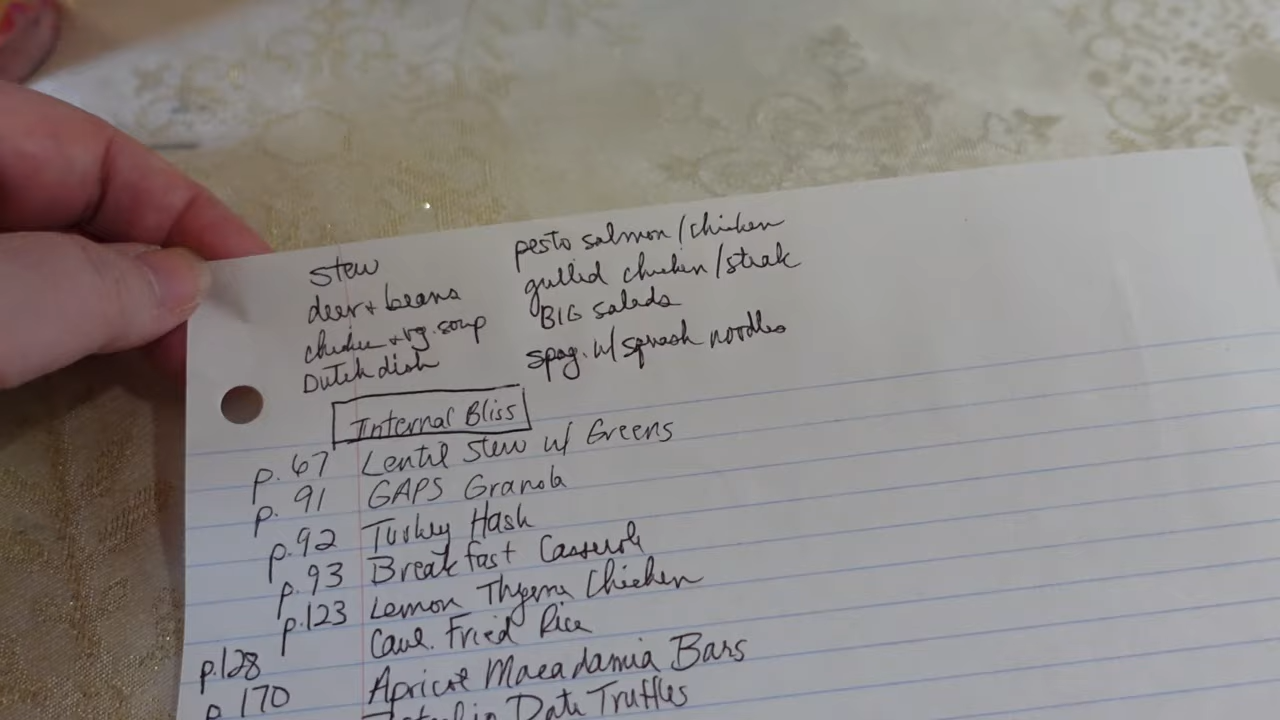 stew
deer + beans
chicken + vg. soup
Dutch dish
pesto salmon/chicken
grilled chicken/steak
BIG salads
spag. w/ squash noodles
Internal Bliss
p. 67 Lentil Stew w/ Greens
p. 91 GAPS Granola
p. 92 Turkey Hash
p. 93 Breakfast Casserole
p. 123 Lemon Thyme Chicken
p. 128 Caul. Fried Rice
p. 170 Apricot Macadamia Bars
Date Truffles